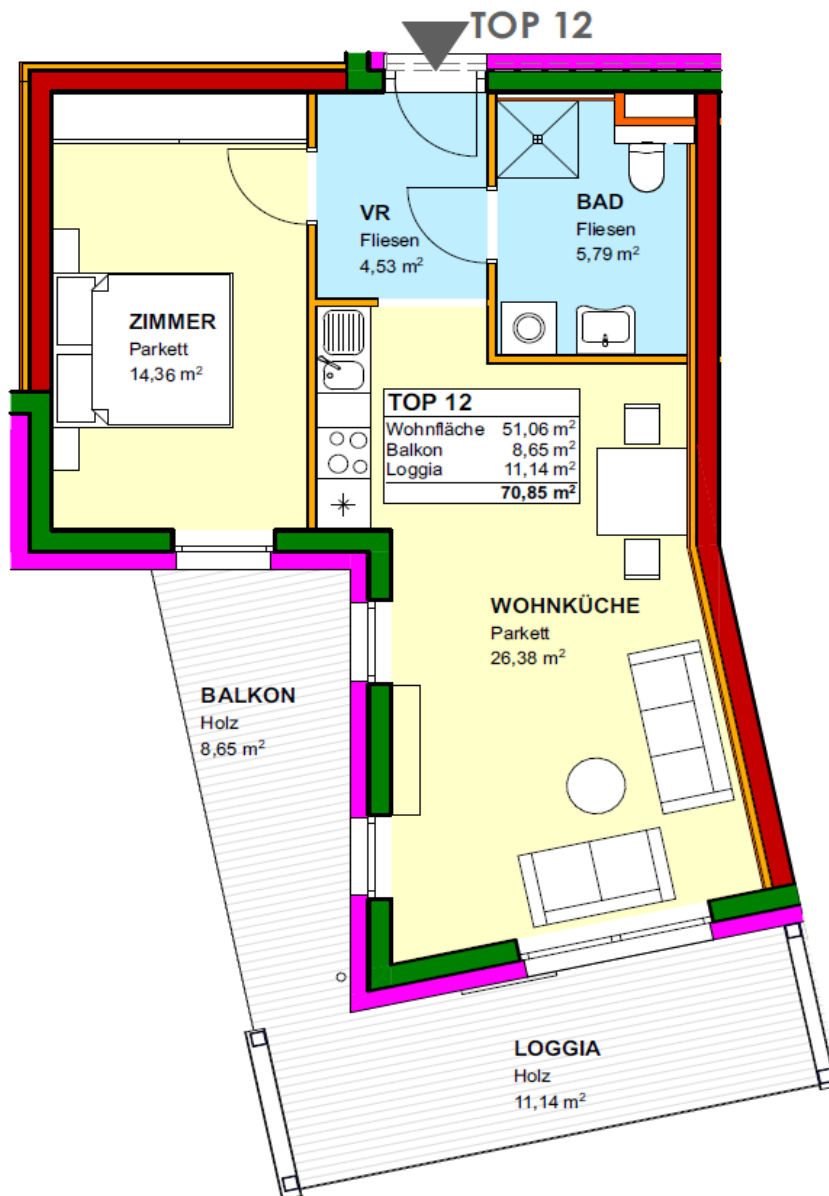 TOP 12
VR
Fliesen
4,53 m²
BAD
Fliesen
5,79 m²
ZIMMER
Parkett
14,36 m²
TOP 12
Wohnfläche 51,06 m²
Balkon 8,65 m²
Loggia 11,14 m²
70,85 m²
WOHNKÜCHE
Parkett
26,38 m²
BALKON
Holz
8,65 m²
LOGGIA
Holz
11,14 m²